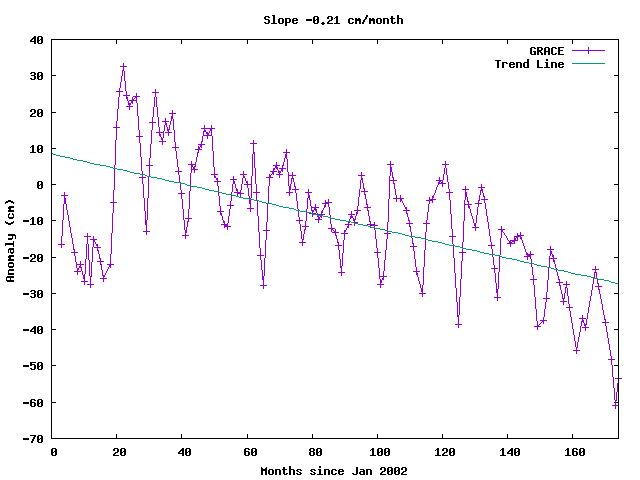 Slope -0.21 cm/month
GRACE
Trend Line
40
30
20
10
0
-10
-20
-30
-40
-50
-60
-70
Anomaly (cm)
0 20 40 60 80 100 120 140 160
Months since Jan 2002